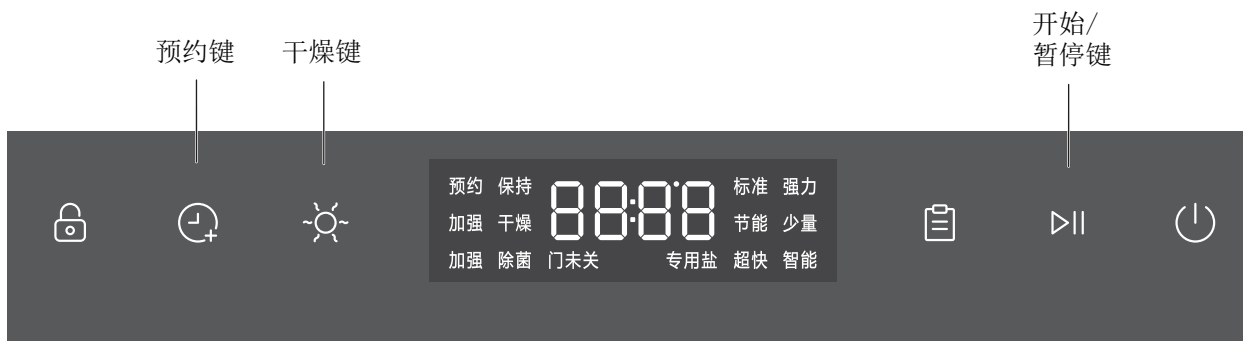 开始/
暂停键
预约键 干燥键
预约 保持 88:88 标准 强力
加强 干燥 节能 少量
加强 除菌 门未关 专用盐 超快 智能